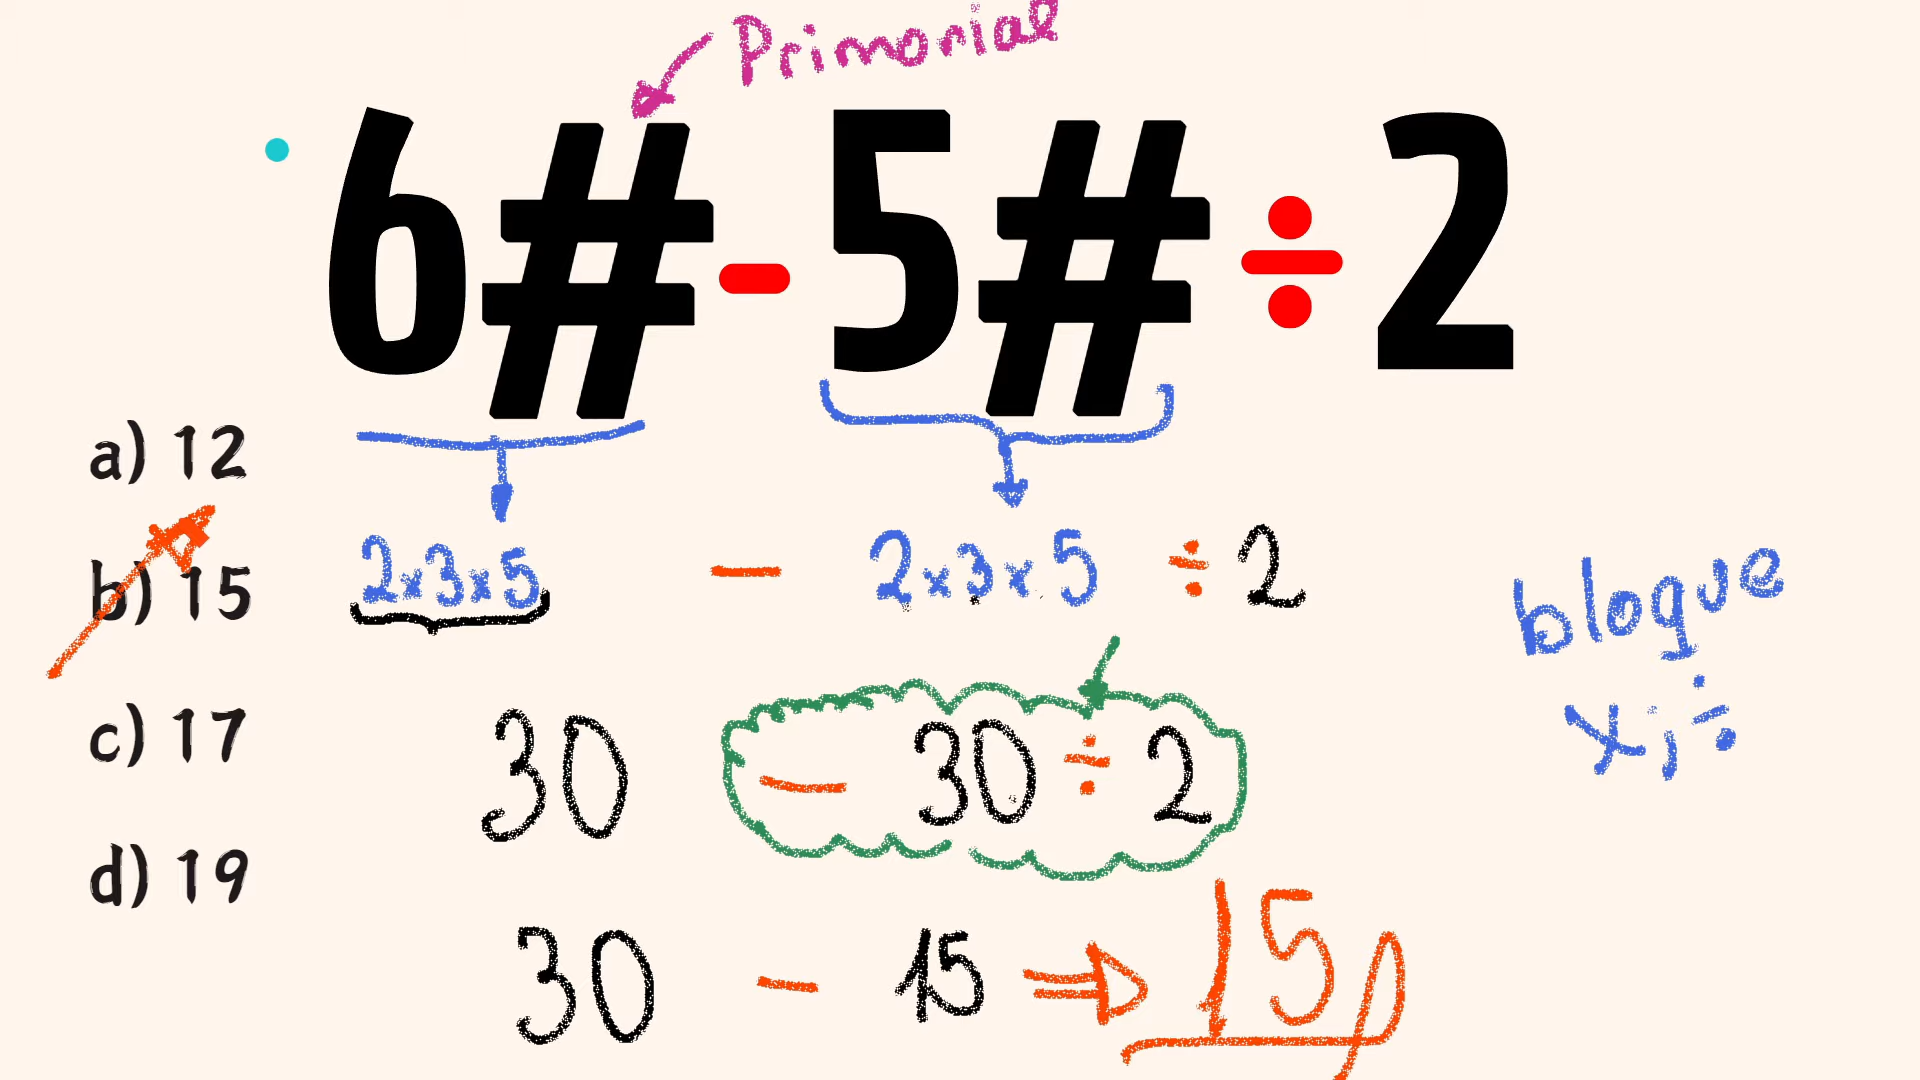 Primorial
6#-5#÷2
a) 12
b) 15
c) 17
d) 19
2x3x5 - 2x3x5 ÷ 2
bloque
x ; ÷
30 - 30 ÷ 2
30 - 15 ⇒ 15